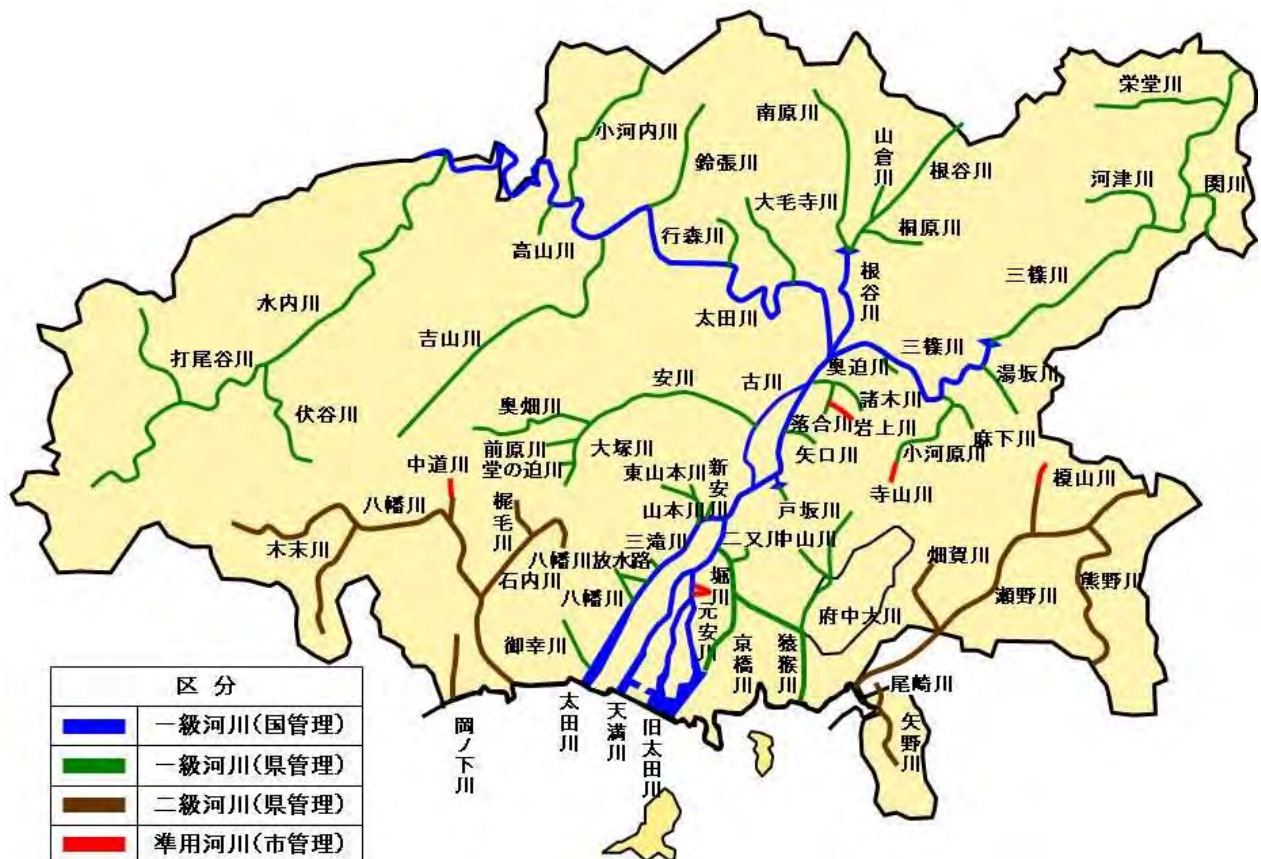 栄堂川
南原川
小河内川
山倉川
鈴張川
根谷川
河津川
関川
大毛寺川
桐原川
行森川
高山川
三篠川
根谷川
水内川
太田川
吉山川
三篠川
打尾谷川
奥迫川
湯坂川
安川
古川
諸木川
伏谷川
奥畑川
落合川
岩上川
麻下川
前原川
大塚川
矢口川
小河原川
中道川
堂の迫川
東山本川
新安川
寺山川
榎山川
八幡川
梶毛川
山本川
戸坂川
木末川
三滝川
二又川
中山川
八幡川放水路
石内川
堀川
畑賀川
熊野川
八幡川
瀬野川
元安川
府中大川
御幸川
京橋川
猿猴川
尾崎川
岡ノ下川
太田川
天満川
旧太田川
矢野川
区 分
一級河川(国管理)
一級河川(県管理)
二級河川(県管理)
準用河川(市管理)